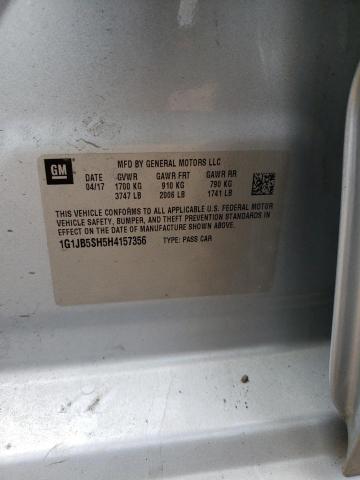 GM
MFD BY GENERAL MOTORS LLC
DATE GVWR GAWR FRT GAWR RR
04/17 1700 KG 910 KG 790 KG
3747 LB 2006 LB 1741 LB
THIS VEHICLE CONFORMS TO ALL APPLICABLE U.S. FEDERAL MOTOR
VEHICLE SAFETY, BUMPER, AND THEFT PREVENTION STANDARDS IN
EFFECT ON THE DATE OF MANUFACTURE SHOWN ABOVE.
1G1JB5SH5H4157356 TYPE: PASS CAR